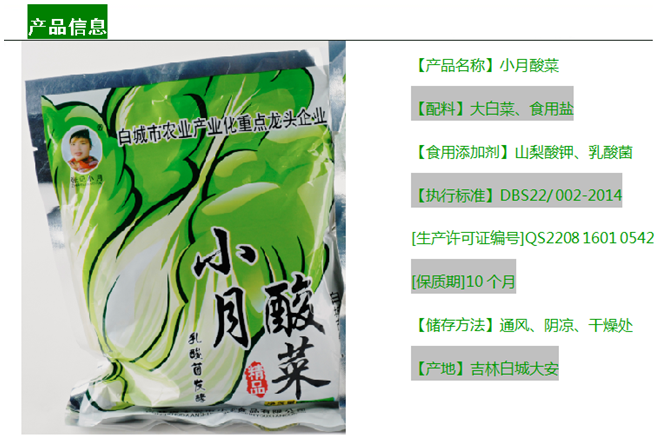 产品信息
白城市农业产业化重点龙头企业
小月
酸菜
乳酸菌发酵
精品
【产品名称】小月酸菜
【配料】大白菜、食用盐
【食用添加剂】山梨酸钾、乳酸菌
【执行标准】DBS22/ 002-2014
[生产许可证编号]QS2208 1601 0542
[保质期]10 个月
【储存方法】通风、阴凉、干燥处
【产地】吉林白城大安